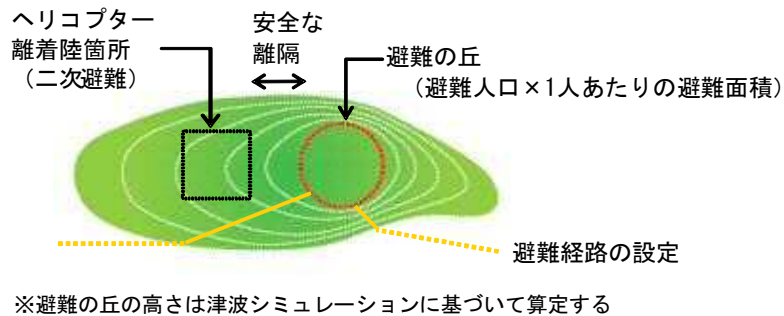 ヘリコプター
離着陸箇所
（二次避難）
安全な
離隔
避難の丘
（避難人口×1人あたりの避難面積）
避難経路の設定
※避難の丘の高さは津波シミュレーションに基づいて算定する